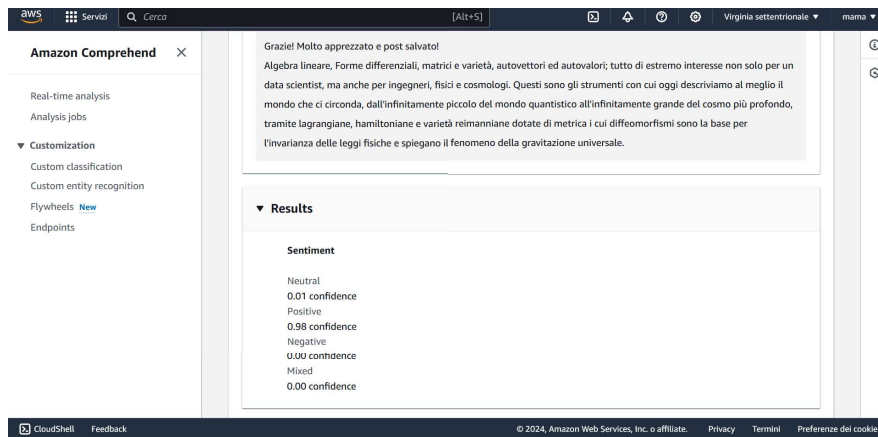 aws
Servizi
Cerca
[Alt+S]
Virginia settentrionale
mama
Amazon Comprehend
Real-time analysis
Analysis jobs
Customization
Custom classification
Custom entity recognition
Flywheels New
Endpoints
Grazie! Molto apprezzato e post salvato!
Algebra lineare, Forme differenziali, matrici e varietà, autovettori ed autovalori; tutto di estremo interesse non solo per un
data scientist, ma anche per ingegneri, fisici e cosmologi. Questi sono gli strumenti con cui oggi descriviamo al meglio il
mondo che ci circonda, dall'infinitamente piccolo del mondo quantistico all'infinitamente grande del cosmo più profondo,
tramite lagrangiane, hamiltoniane e varietà reimanniane dotate di metrica i cui diffeomorfismi sono la base per
l'invarianza delle leggi fisiche e spiegano il fenomeno della gravitazione universale.
Results
Sentiment
Neutral
0.01 confidence
Positive
0.98 confidence
Negative
0.00 confidence
Mixed
0.00 confidence
CloudShell
Feedback
© 2024, Amazon Web Services, Inc. o affiliate.
Privacy
Termini
Preferenze dei cookie